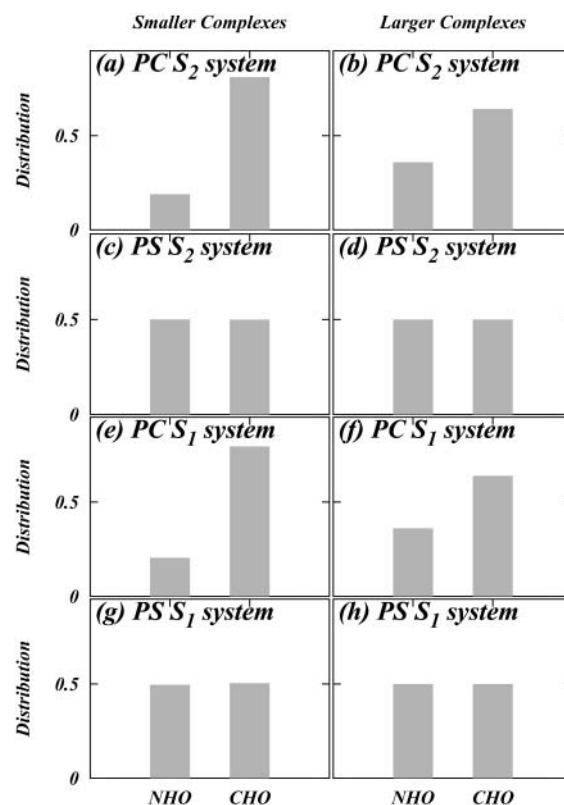 Smaller Complexes Larger Complexes
(a) PC S2 system (b) PC S2 system
Distribution
0.5
0
(c) PS S2 system (d) PS S2 system
Distribution
0.5
0
(e) PC S1 system (f) PC S1 system
Distribution
0.5
0
(g) PS S1 system (h) PS S1 system
Distribution
0.5
0
NHO CHO NHO CHO